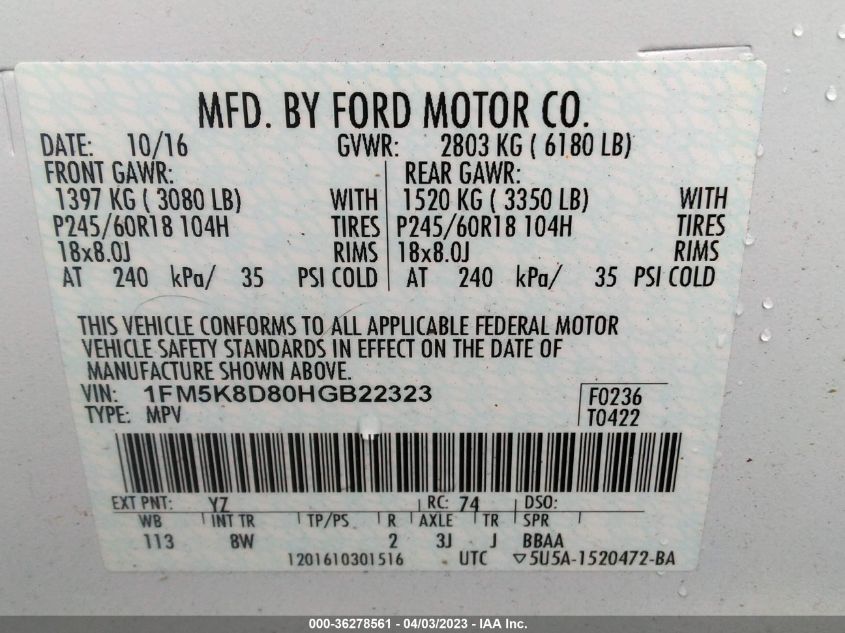 MFD. BY FORD MOTOR CO.
DATE: 10/16 GVWR: 2803 KG ( 6180 LB)
FRONT GAWR: REAR GAWR:
1397 KG ( 3080 LB) WITH 1520 KG ( 3350 LB) WITH
P245/60R18 104H TIRES P245/60R18 104H TIRES
18x8.0J RIMS 18x8.0J RIMS
AT 240 kPa/ 35 PSI COLD AT 240 kPa/ 35 PSI COLD
THIS VEHICLE CONFORMS TO ALL APPLICABLE FEDERAL MOTOR
VEHICLE SAFETY STANDARDS IN EFFECT ON THE DATE OF
MANUFACTURE SHOWN ABOVE.
VIN: 1FM5K8D80HGB22323 F0236
TYPE: MPV T0422
EXT PNT: YZ RC: 74 DSO:
WB INT TR TP/PS R AXLE TR SPR
113 8W 2 3J J BBAA
1201610301516 UTC ▽5U5A-1520472-BA
000-36278561 - 04/03/2023 - IAA Inc.